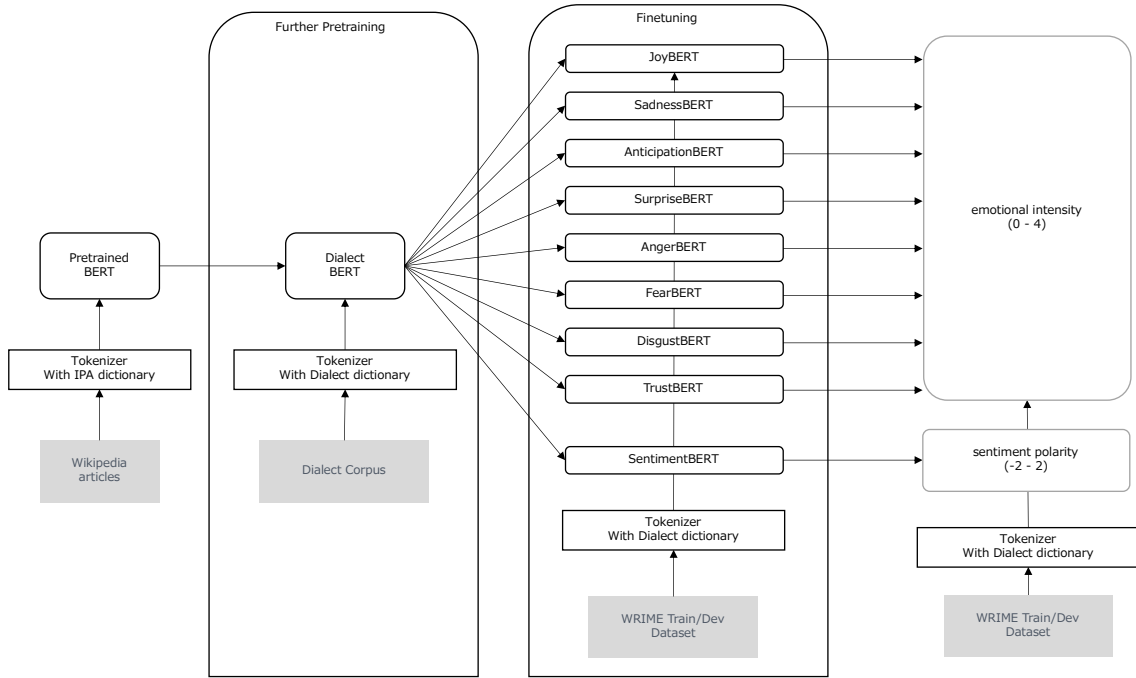 Further Pretraining
Finetuning
JoyBERT
SadnessBERT
AnticipationBERT
SurpriseBERT
AngerBERT
FearBERT
DisgustBERT
TrustBERT
SentimentBERT
Tokenizer
With Dialect dictionary
WRIME Train/Dev
Dataset
Pretrained
BERT
Tokenizer
With IPA dictionary
Wikipedia
articles
Dialect
BERT
Tokenizer
With Dialect dictionary
Dialect Corpus
emotional intensity
(0 - 4)
sentiment polarity
(-2 - 2)
Tokenizer
With Dialect dictionary
WRIME Train/Dev
Dataset